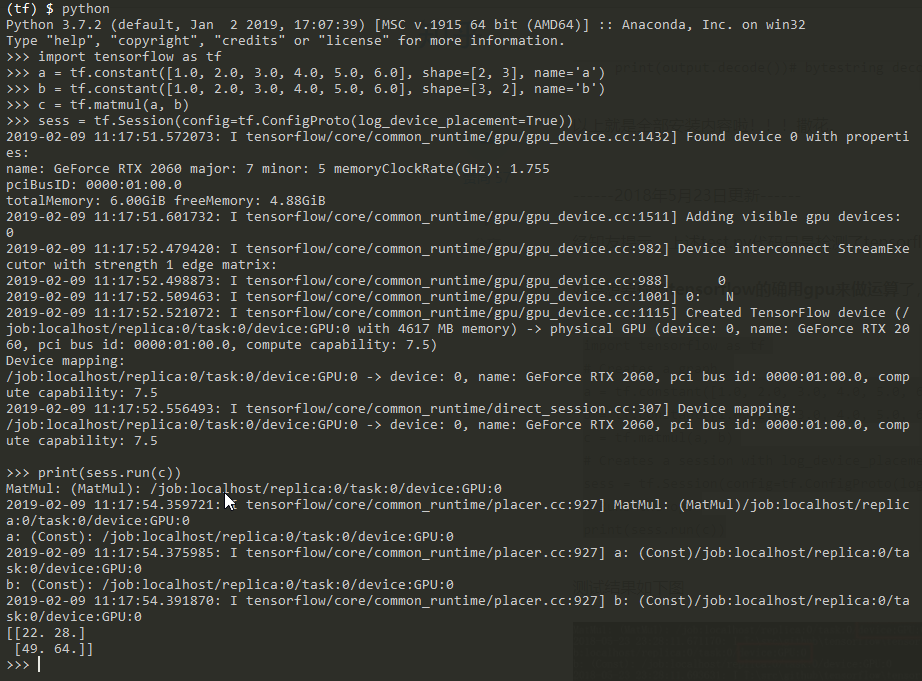 (tf) $ python
Python 3.7.2 (default, Jan  2 2019, 17:07:39) [MSC v.1915 64 bit (AMD64)] :: Anaconda, Inc. on win32
Type "help", "copyright", "credits" or "license" for more information.
>>> import tensorflow as tf
>>> a = tf.constant([1.0, 2.0, 3.0, 4.0, 5.0, 6.0], shape=[2, 3], name='a')
>>> b = tf.constant([1.0, 2.0, 3.0, 4.0, 5.0, 6.0], shape=[3, 2], name='b')
>>> c = tf.matmul(a, b)
>>> sess = tf.Session(config=tf.ConfigProto(log_device_placement=True))
2019-02-09 11:17:51.572073: I tensorflow/core/common_runtime/gpu/gpu_device.cc:1432] Found device 0 with properti
es:
name: GeForce RTX 2060 major: 7 minor: 5 memoryClockRate(GHz): 1.755
pciBusID: 0000:01:00.0
totalMemory: 6.00GiB freeMemory: 4.88GiB
2019-02-09 11:17:51.601732: I tensorflow/core/common_runtime/gpu/gpu_device.cc:1511] Adding visible gpu devices:
0
2019-02-09 11:17:52.479420: I tensorflow/core/common_runtime/gpu/gpu_device.cc:982] Device interconnect StreamExe
cutor with strength 1 edge matrix:
2019-02-09 11:17:52.498873: I tensorflow/core/common_runtime/gpu/gpu_device.cc:988]      0
2019-02-09 11:17:52.509463: I tensorflow/core/common_runtime/gpu/gpu_device.cc:1001] 0:   N
2019-02-09 11:17:52.521072: I tensorflow/core/common_runtime/gpu/gpu_device.cc:1115] Created TensorFlow device (/
job:localhost/replica:0/task:0/device:GPU:0 with 4617 MB memory) -> physical GPU (device: 0, name: GeForce RTX 20
60, pci bus id: 0000:01:00.0, compute capability: 7.5)
Device mapping:
/job:localhost/replica:0/task:0/device:GPU:0 -> device: 0, name: GeForce RTX 2060, pci bus id: 0000:01:00.0, comp
ute capability: 7.5
2019-02-09 11:17:52.556493: I tensorflow/core/common_runtime/direct_session.cc:307] Device mapping:
/job:localhost/replica:0/task:0/device:GPU:0 -> device: 0, name: GeForce RTX 2060, pci bus id: 0000:01:00.0, comp
ute capability: 7.5
>>> print(sess.run(c))
MatMul: (MatMul): /job:localhost/replica:0/task:0/device:GPU:0
2019-02-09 11:17:54.359721: I tensorflow/core/common_runtime/placer.cc:927] MatMul: (MatMul)/job:localhost/replic
a:0/task:0/device:GPU:0
a: (Const): /job:localhost/replica:0/task:0/device:GPU:0
2019-02-09 11:17:54.375985: I tensorflow/core/common_runtime/placer.cc:927] a: (Const)/job:localhost/replica:0/ta
sk:0/device:GPU:0
b: (Const): /job:localhost/replica:0/task:0/device:GPU:0
2019-02-09 11:17:54.391870: I tensorflow/core/common_runtime/placer.cc:927] b: (Const)/job:localhost/replica:0/ta
sk:0/device:GPU:0
[[22. 28.]
 [49. 64.]]
>>>